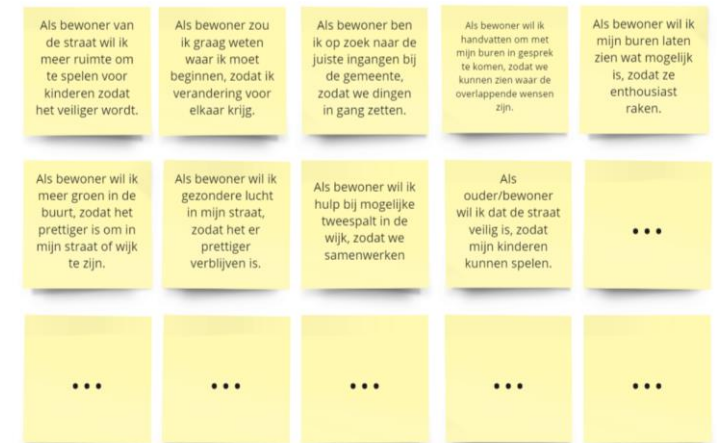 Als bewoner van
de straat wil ik
meer ruimte om
te spelen voor
kinderen zodat
het veiliger wordt.
Als bewoner zou
ik graag weten
waar ik moet
beginnen, zodat ik
verandering voor
elkaar krijg.
Als bewoner ben
ik op zoek naar de
juiste ingangen bij
de gemeente,
zodat we dingen
in gang zetten.
Als bewoner wil ik
handvatten om met
mijn buren in gesprek
te komen, zodat we
kunnen zien waar de
overlappende wensen
zijn.
Als bewoner wil ik
mijn buren laten
zien wat mogelijk
is, zodat ze
enthousiast
raken.
Als bewoner wil ik
meer groen in de
buurt, zodat het
prettiger is om in
mijn straat of wijk
te zijn.
Als bewoner wil ik
gezondere lucht
in mijn straat,
zodat het er
prettiger
verblijven is.
Als bewoner wil ik
hulp bij mogelijke
tweespalt in de
wijk, zodat we
samenwerken
Als
ouder/bewoner
wil ik dat de straat
veilig is, zodat
mijn kinderen
kunnen spelen.
...
...
...
...
...
...